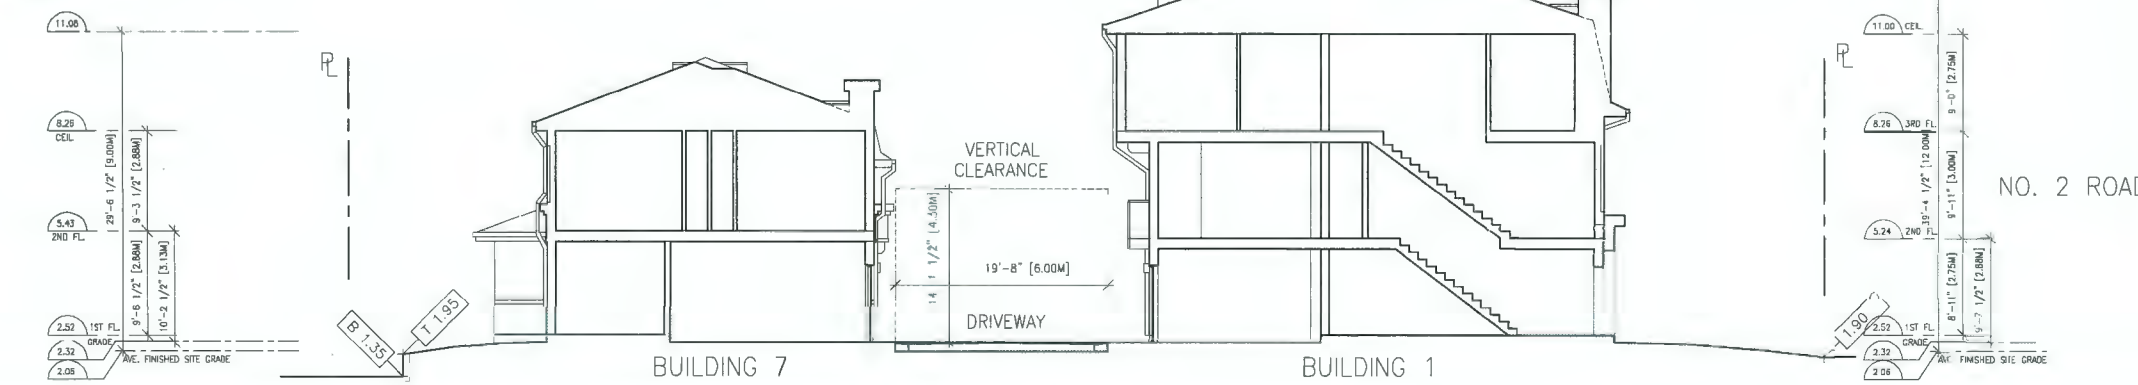 11.08
PL
8.26
CEIL
29'-6 1/2" [9.00M]
9'-3 1/2" [2.88M]
5.43
2ND FL
9'-6 1/2" [2.88M]
10'-2 1/2" [3.13M]
2.52 1ST FL
GRADE
2.32
AVE. FINISHED SITE GRADE
2.05
B 1.35
T 1.95
BUILDING 7
VERTICAL
CLEARANCE
1/2" [4.30M]
19'-8" [6.00M]
DRIVEWAY
BUILDING 1
PL
1.90
11.00 CEIL
9'-0" [2.75M]
8.26 3RD FL
39'-4 1/2" [12.00M]
9'-11" [3.00M]
5.24 2ND FL
8'-11" [2.75M]
9'-7 1/2" [2.88M]
2.52 1ST FL
GRADE
2.32
FINISHED SITE GRADE
2.06
NO. 2 ROAD